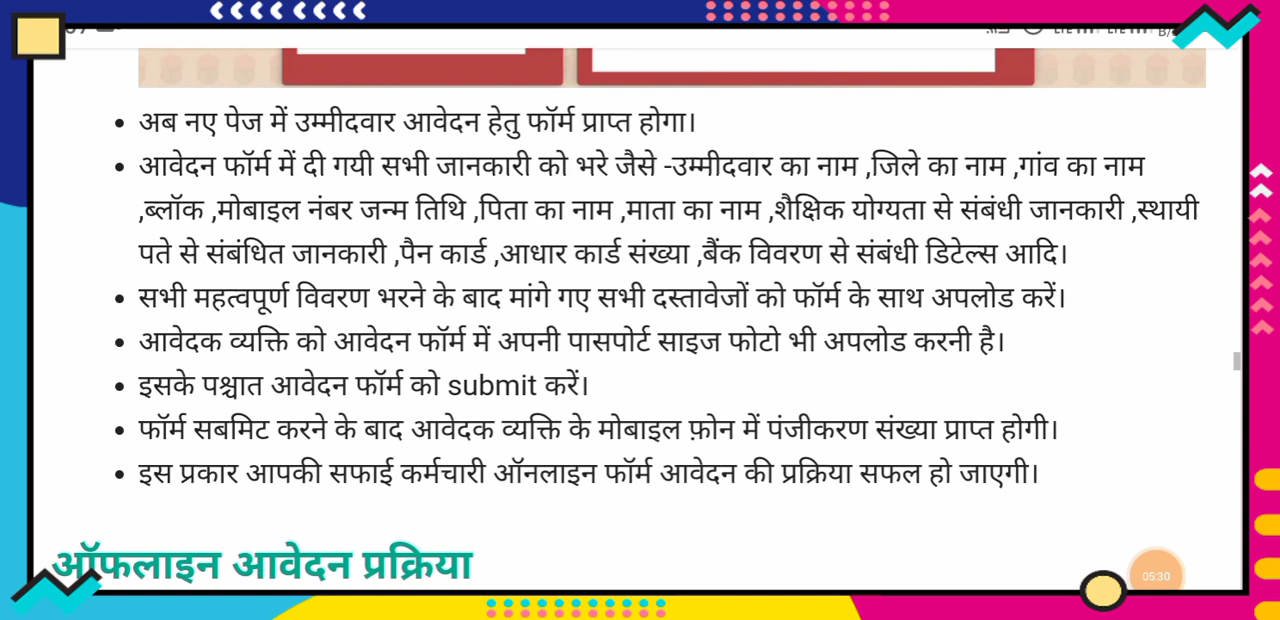 अब नए पेज में उम्मीदवार आवेदन हेतु फॉर्म प्राप्त होगा।
आवेदन फॉर्म में दी गयी सभी जानकारी को भरे जैसे -उम्मीदवार का नाम ,जिले का नाम ,गांव का नाम
,ब्लॉक ,मोबाइल नंबर जन्म तिथि ,पिता का नाम ,माता का नाम ,शैक्षिक योग्यता से संबंधी जानकारी ,स्थायी
पते से संबंधित जानकारी ,पैन कार्ड ,आधार कार्ड संख्या ,बैंक विवरण से संबंधी डिटेल्स आदि।
सभी महत्वपूर्ण विवरण भरने के बाद मांगे गए सभी दस्तावेजों को फॉर्म के साथ अपलोड करें।
आवेदक व्यक्ति को आवेदन फॉर्म में अपनी पासपोर्ट साइज फोटो भी अपलोड करनी है।
इसके पश्चात आवेदन फॉर्म को submit करें।
फॉर्म सबमिट करने के बाद आवेदक व्यक्ति के मोबाइल फ़ोन में पंजीकरण संख्या प्राप्त होगी।
इस प्रकार आपकी सफाई कर्मचारी ऑनलाइन फॉर्म आवेदन की प्रक्रिया सफल हो जाएगी।
ऑफलाइन आवेदन प्रक्रिया
05:30